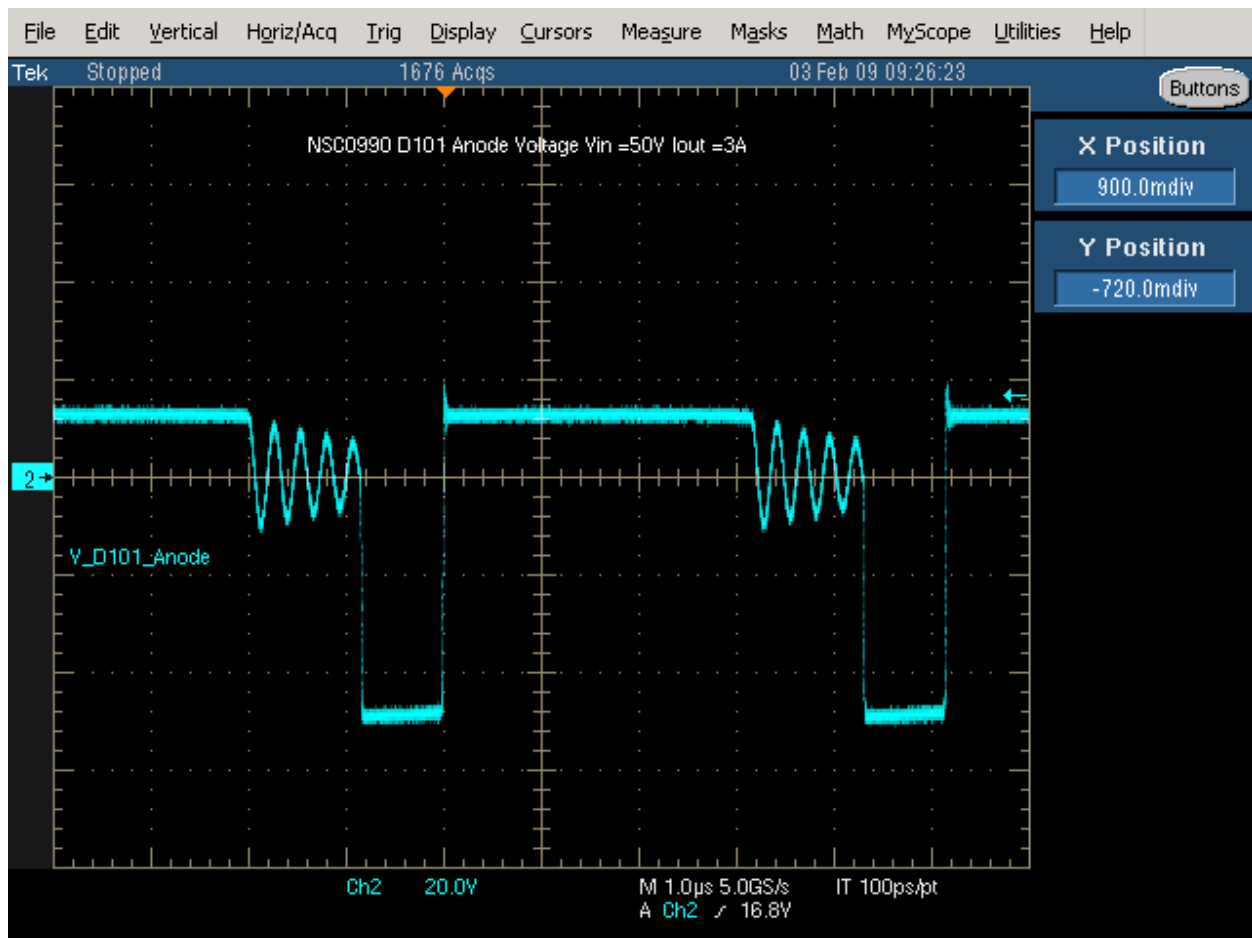 File Edit Vertical Horiz/Acq Trig Display Cursors Measure Masks Math MyScope Utilities Help
Tek Stopped 1676 Acqs 03 Feb 09 09:26:23
Buttons
NSC0990 D101 Anode Voltage Vin =50V Iout =3A
X Position
900.0mdiv
Y Position
-720.0mdiv
2
V_D101_Anode
Ch2 20.0V M 1.0µs 5.0GS/s IT 100ps/pt
A Ch2 16.8V